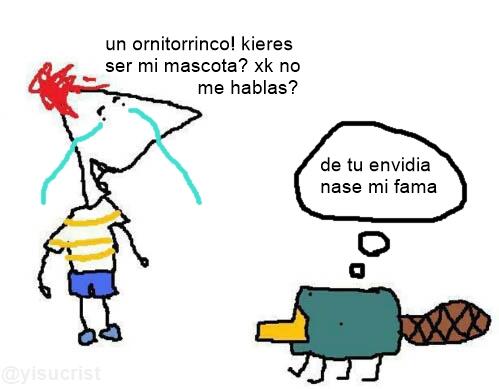 un ornitorrinco! kieres
ser mi mascota? xk no
me hablas?
de tu envidia
nase mi fama
@yisucrist